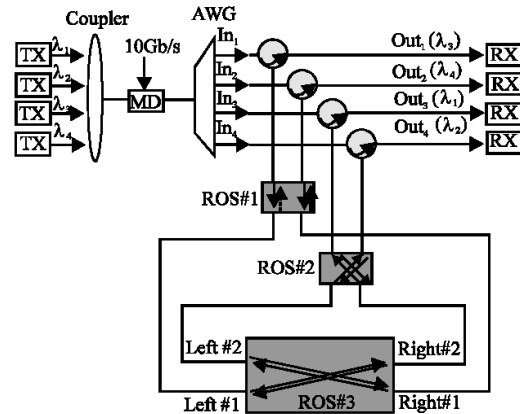 Coupler
AWG
10Gb/s
TX λ₁
TX λ₂
TX λ₃
TX λ₄
MD
In₁
In₂
In₃
In₄
Out₁ (λ₃)
Out₂ (λ₄)
Out₃ (λ₁)
Out₄ (λ₂)
RX
RX
RX
RX
ROS#1
ROS#2
Left #2
Right#2
Left #1
ROS#3
Right#1